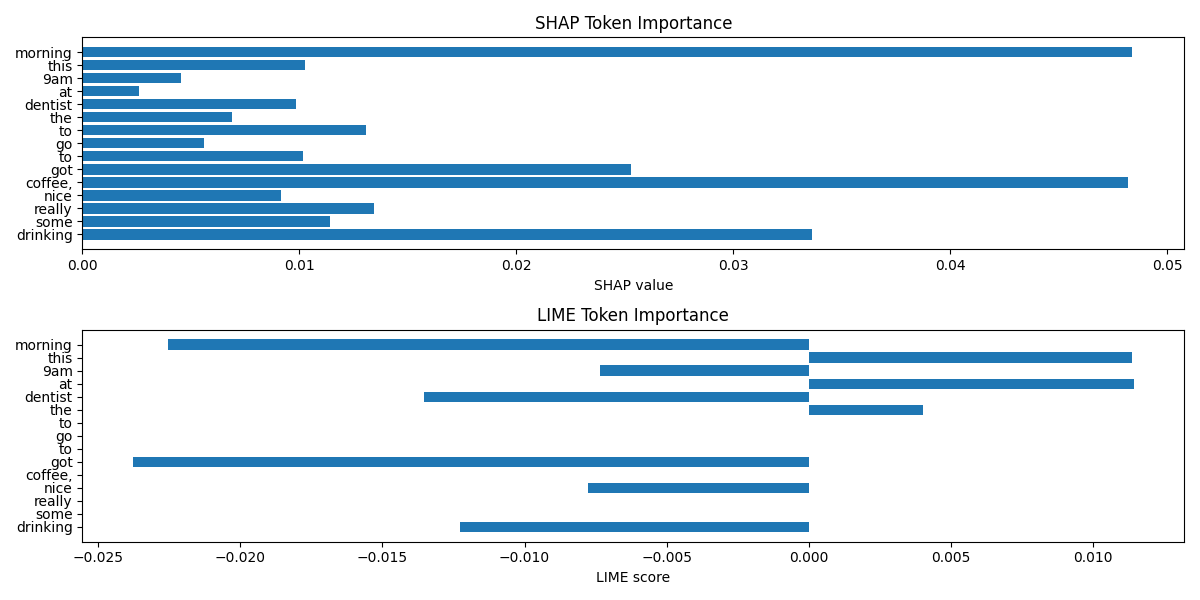 SHAP Token Importance
morning
this
9am
at
dentist
the
to
go
to
got
coffee,
nice
really
some
drinking
0.00 0.01 0.02 0.03 0.04 0.05
SHAP value
LIME Token Importance
morning
this
9am
at
dentist
the
to
go
to
got
coffee,
nice
really
some
drinking
−0.025 −0.020 −0.015 −0.010 −0.005 0.000 0.005 0.010
LIME score